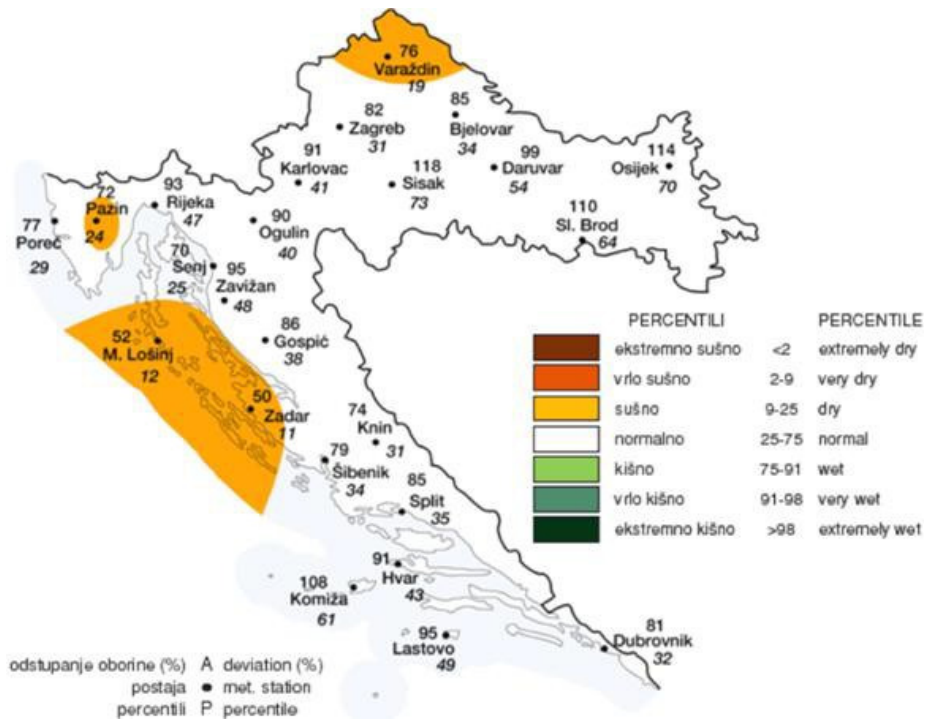 76
Varaždin
19
82
Zagreb
31
85
Bjelovar
34
91
Karlovac
41
118
Sisak
73
99
Daruvar
54
114
Osijek
70
110
Sl. Brod
64
93
Rijeka
47
72
Pazin
24
77
Poreč
29
90
Ogulin
40
70
Senj
25
95
Zavižan
48
86
Gospić
38
52
M. Lošinj
12
50
Zadar
11
74
Knin
31
79
Šibenik
34
85
Split
35
91
Hvar
43
108
Komiža
61
95
Lastovo
49
81
Dubrovnik
32
PERCENTILI PERCENTILE
ekstremno sušno <2 extremely dry
vrlo sušno 2-9 very dry
sušno 9-25 dry
normalno 25-75 normal
kišno 75-91 wet
vrlo kišno 91-98 very wet
ekstremno kišno >98 extremely wet
odstupanje oborine (%) A deviation (%)
postaja met. station
percentili P percentile